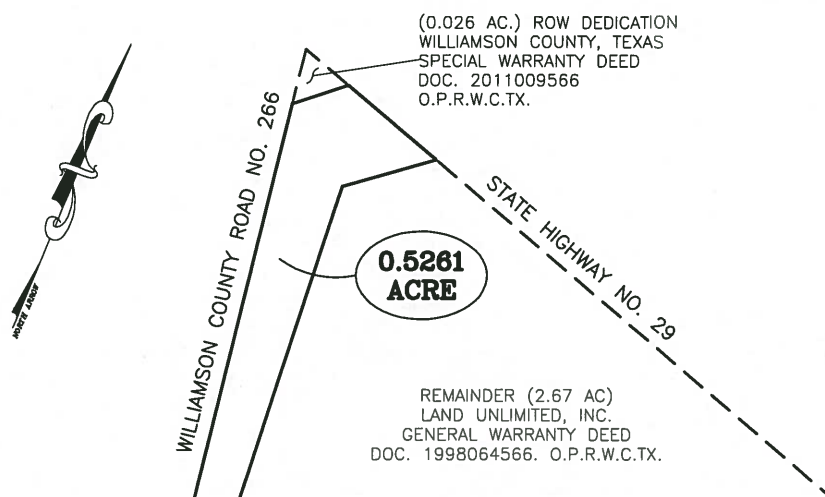 (0.026 AC.) ROW DEDICATION
WILLIAMSON COUNTY, TEXAS
SPECIAL WARRANTY DEED
DOC. 2011009566
O.P.R.W.C.TX.
WILLIAMSON COUNTY ROAD NO. 266
STATE HIGHWAY NO. 29
0.5261
ACRE
NORTH ARROW
REMAINDER (2.67 AC)
LAND UNLIMITED, INC.
GENERAL WARRANTY DEED
DOC. 1998064566. O.P.R.W.C.TX.